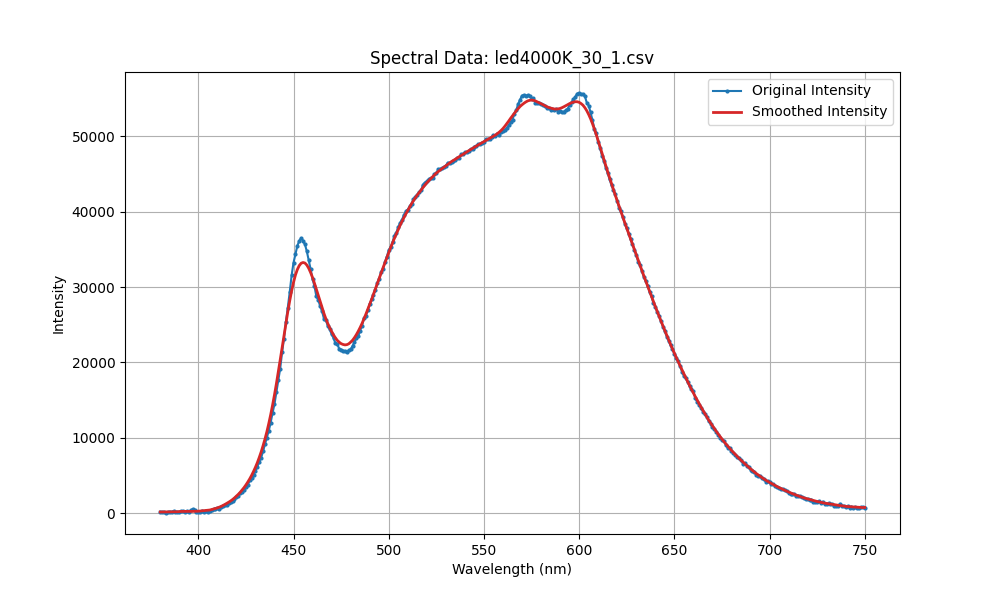 Spectral Data: led4000K_30_1.csv
Original Intensity
Smoothed Intensity
Intensity
50000
40000
30000
20000
10000
0
400 450 500 550 600 650 700 750
Wavelength (nm)